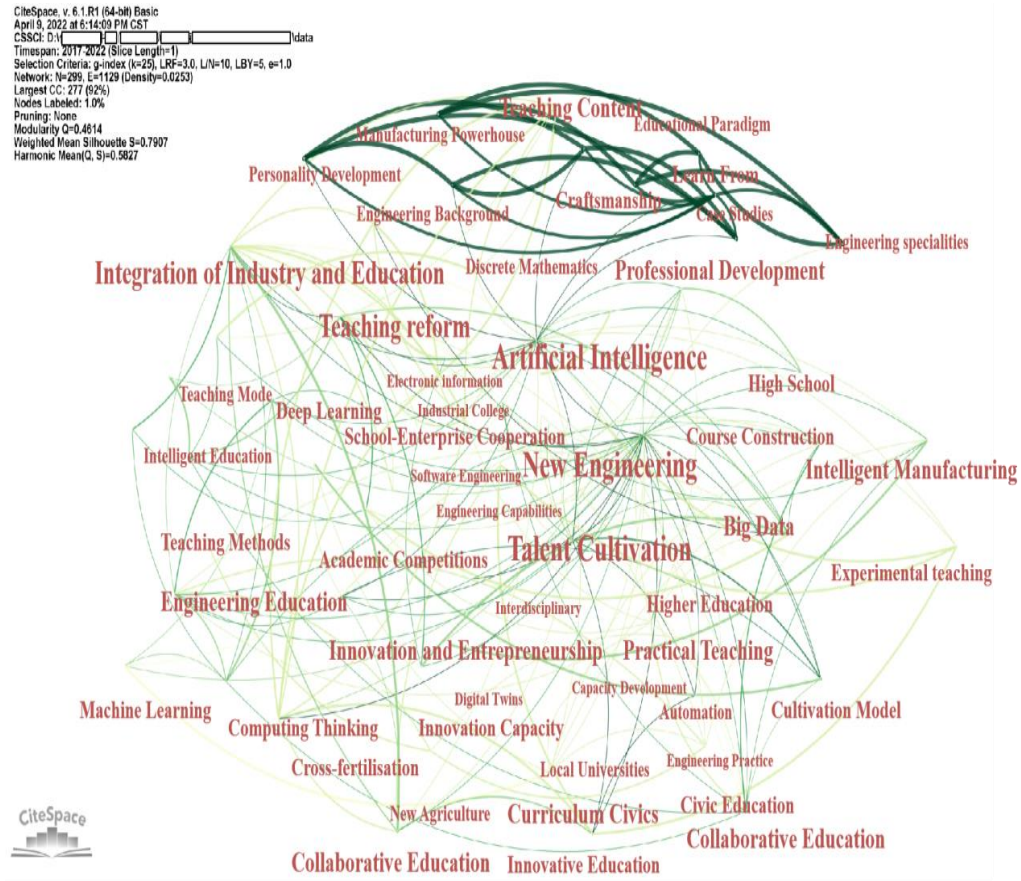 CiteSpace, v. 6.1.R1 (64-bit) Basic
April 9, 2022 at 6:14:09 PM CST
CSSCI: D:\ \data
Timespan: 2017-2022 (Slice Length=1)
Selection Criteria: g-index (k=25), LRF=3.0, L/N=10, LBY=5, e=1.0
Network: N=299, E=1129 (Density=0.0253)
Largest CC: 277 (92%)
Nodes Labeled: 1.0%
Pruning: None
Modularity Q=0.4614
Weighted Mean Silhouette S=0.7907
Harmonic Mean(Q, S)=0.5827
Teaching Content
Educational Paradigm
Manufacturing Powerhouse
Personality Development
Learn From
Craftsmanship
Engineering Background
Case Studies
Engineering specialities
Discrete Mathematics
Professional Development
Integration of Industry and Education
Teaching reform
Artificial Intelligence
Electronic information
High School
Teaching Mode
Deep Learning
Industrial College
School-Enterprise Cooperation
Course Construction
Intelligent Education
New Engineering
Intelligent Manufacturing
Software Engineering
Engineering Capabilities
Big Data
Teaching Methods
Talent Cultivation
Academic Competitions
Experimental teaching
Engineering Education
Interdisciplinary
Higher Education
Innovation and Entrepreneurship
Practical Teaching
Capacity Development
Digital Twins
Machine Learning
Automation
Cultivation Model
Computing Thinking
Innovation Capacity
Cross-fertilisation
Local Universities
Engineering Practice
New Agriculture
Curriculum Civics
Civic Education
Collaborative Education
Collaborative Education
Innovative Education
CiteSpace